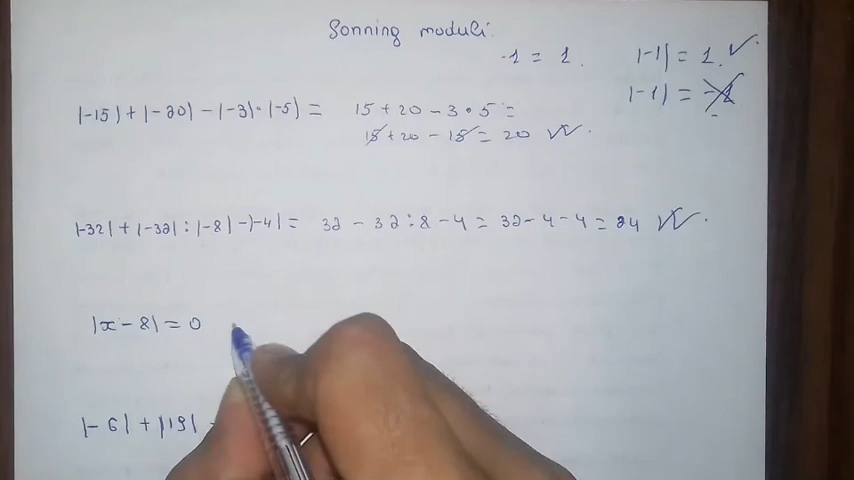 Sonning moduli.
-1 = 1.
|-1| = 1.
|-1| = -1
|-15| + |-20| - |-3| · |-5| = 15 + 20 - 3 · 5 =
15 + 20 - 15 = 20
|-32| + |-32| : |-8| - |-4| = 32 - 32 : 8 - 4 = 32 - 4 - 4 = 24
|x - 8| = 0
|-6| + |19| -